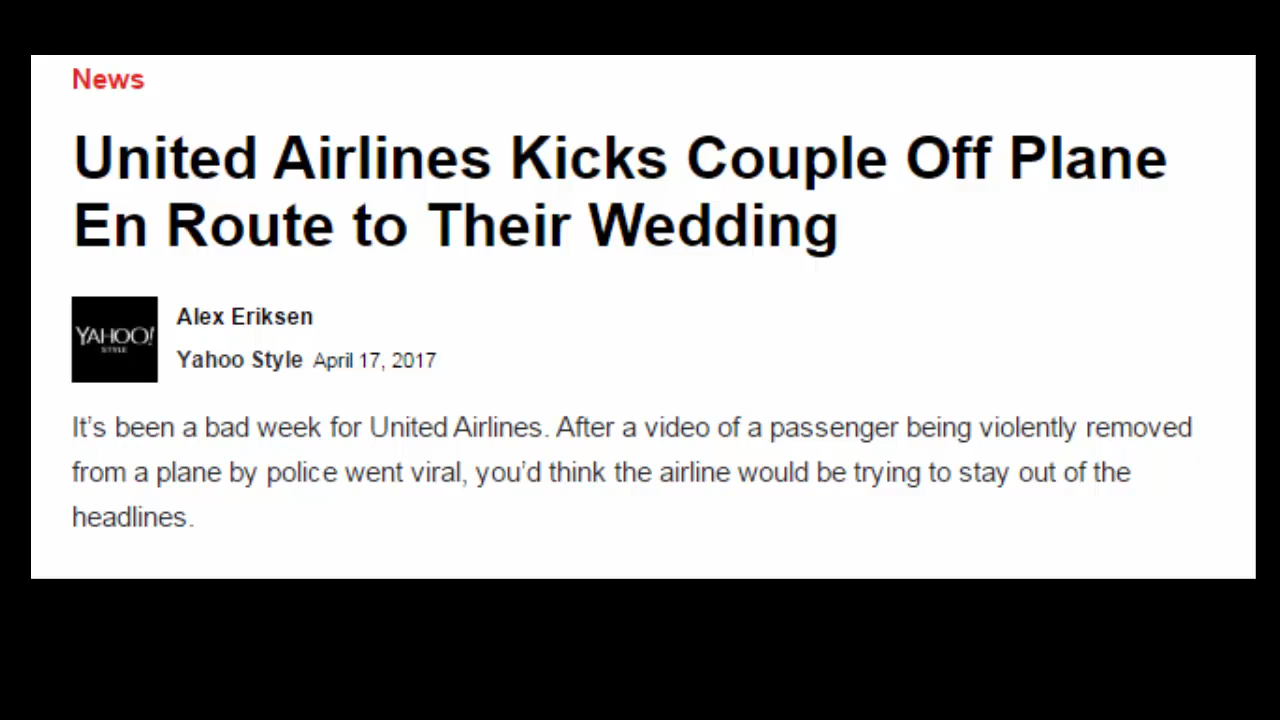 News
United Airlines Kicks Couple Off Plane
En Route to Their Wedding
YAHOO!
STYLE
Alex Eriksen
Yahoo Style April 17, 2017
It's been a bad week for United Airlines. After a video of a passenger being violently removed
from a plane by police went viral, you'd think the airline would be trying to stay out of the
headlines.